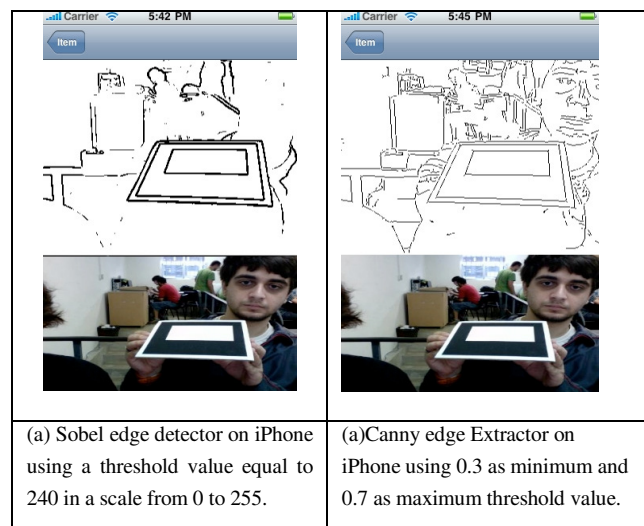 Carrier 5:42 PM
Item
Carrier 5:45 PM
Item
(a) Sobel edge detector on iPhone
using a threshold value equal to
240 in a scale from 0 to 255.
(a)Canny edge Extractor on
iPhone using 0.3 as minimum and
0.7 as maximum threshold value.